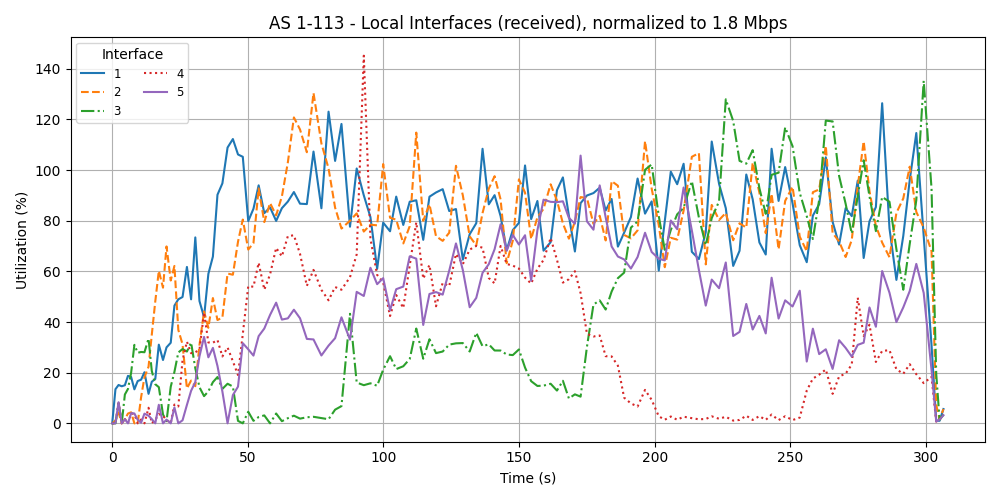 AS 1-113 - Local Interfaces (received), normalized to 1.8 Mbps
Interface
1
2
3
4
5
Utilization (%)
140
120
100
80
60
40
20
0
0 50 100 150 200 250 300
Time (s)